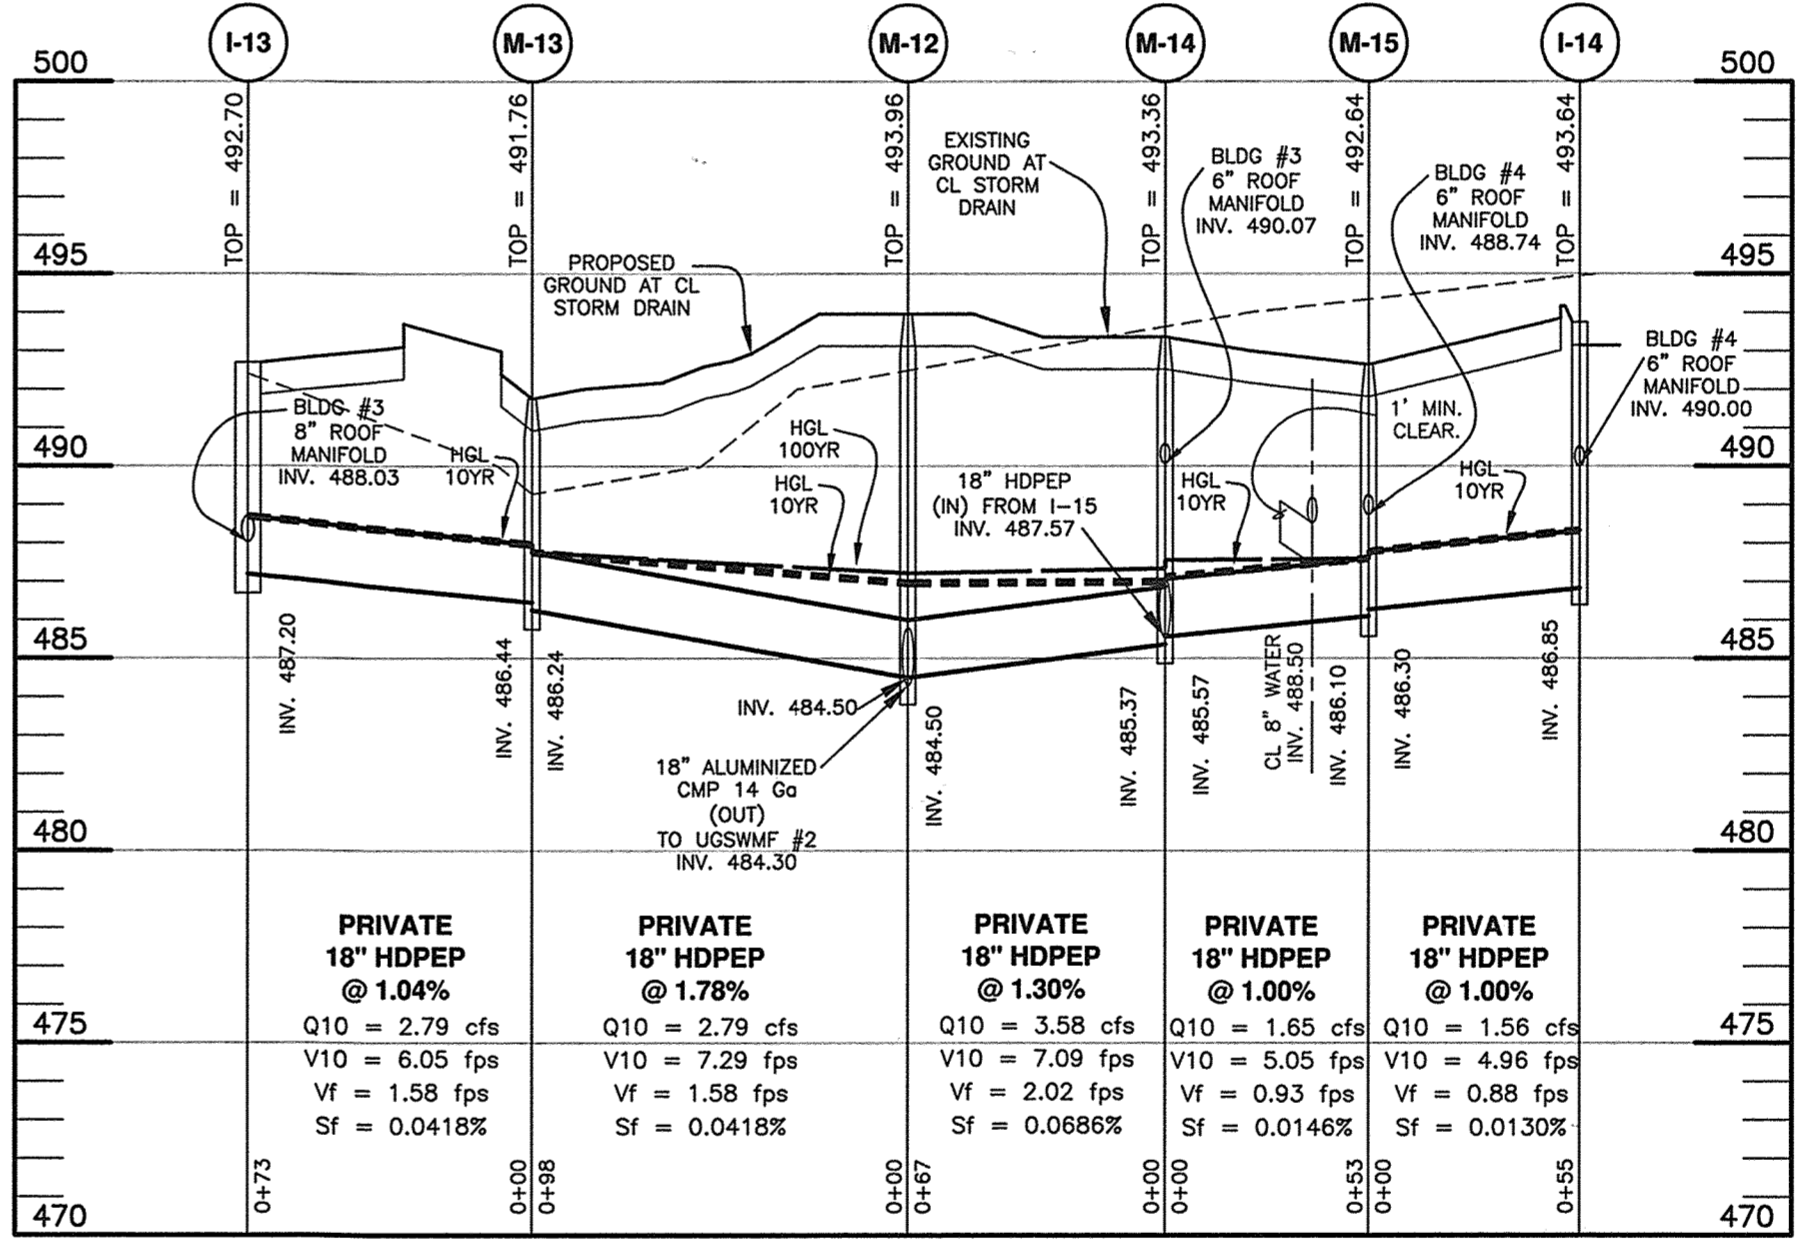 I-13
M-13
M-12
M-14
M-15
I-14
500
500
TOP = 492.70
TOP = 491.76
TOP = 493.96
TOP = 493.36
TOP = 492.64
TOP = 493.64
EXISTING
GROUND AT
CL STORM
DRAIN
BLDG #3
6" ROOF
MANIFOLD
INV. 490.07
BLDG #4
6" ROOF
MANIFOLD
INV. 488.74
495
495
PROPOSED
GROUND AT CL
STORM DRAIN
BLDG #4
6" ROOF
MANIFOLD
INV. 490.00
BLDG #3
8" ROOF
MANIFOLD
INV. 488.03
HGL
10YR
HGL
100YR
HGL
10YR
1' MIN.
CLEAR.
490
490
18" HDPEP
(IN) FROM I-15
INV. 487.57
HGL
10YR
HGL
10YR
485
485
INV. 487.20
INV. 486.44
INV. 486.24
INV. 484.50
INV. 484.50
INV. 485.37
INV. 485.57
CL 8" WATER
INV. 488.50
INV. 486.10
INV. 486.30
INV. 486.85
18" ALUMINIZED
CMP 14 Ga
(OUT)
TO UGSWMF #2
INV. 484.30
480
480
PRIVATE
18" HDPEP
@ 1.04%
Q10 = 2.79 cfs
V10 = 6.05 fps
Vf = 1.58 fps
Sf = 0.0418%
PRIVATE
18" HDPEP
@ 1.78%
Q10 = 2.79 cfs
V10 = 7.29 fps
Vf = 1.58 fps
Sf = 0.0418%
PRIVATE
18" HDPEP
@ 1.30%
Q10 = 3.58 cfs
V10 = 7.09 fps
Vf = 2.02 fps
Sf = 0.0686%
PRIVATE
18" HDPEP
@ 1.00%
Q10 = 1.65 cfs
V10 = 5.05 fps
Vf = 0.93 fps
Sf = 0.0146%
PRIVATE
18" HDPEP
@ 1.00%
Q10 = 1.56 cfs
V10 = 4.96 fps
Vf = 0.88 fps
Sf = 0.0130%
475
475
0+73
0+00
0+98
0+00
0+67
0+00
0+00
0+53
0+00
0+55
470
470